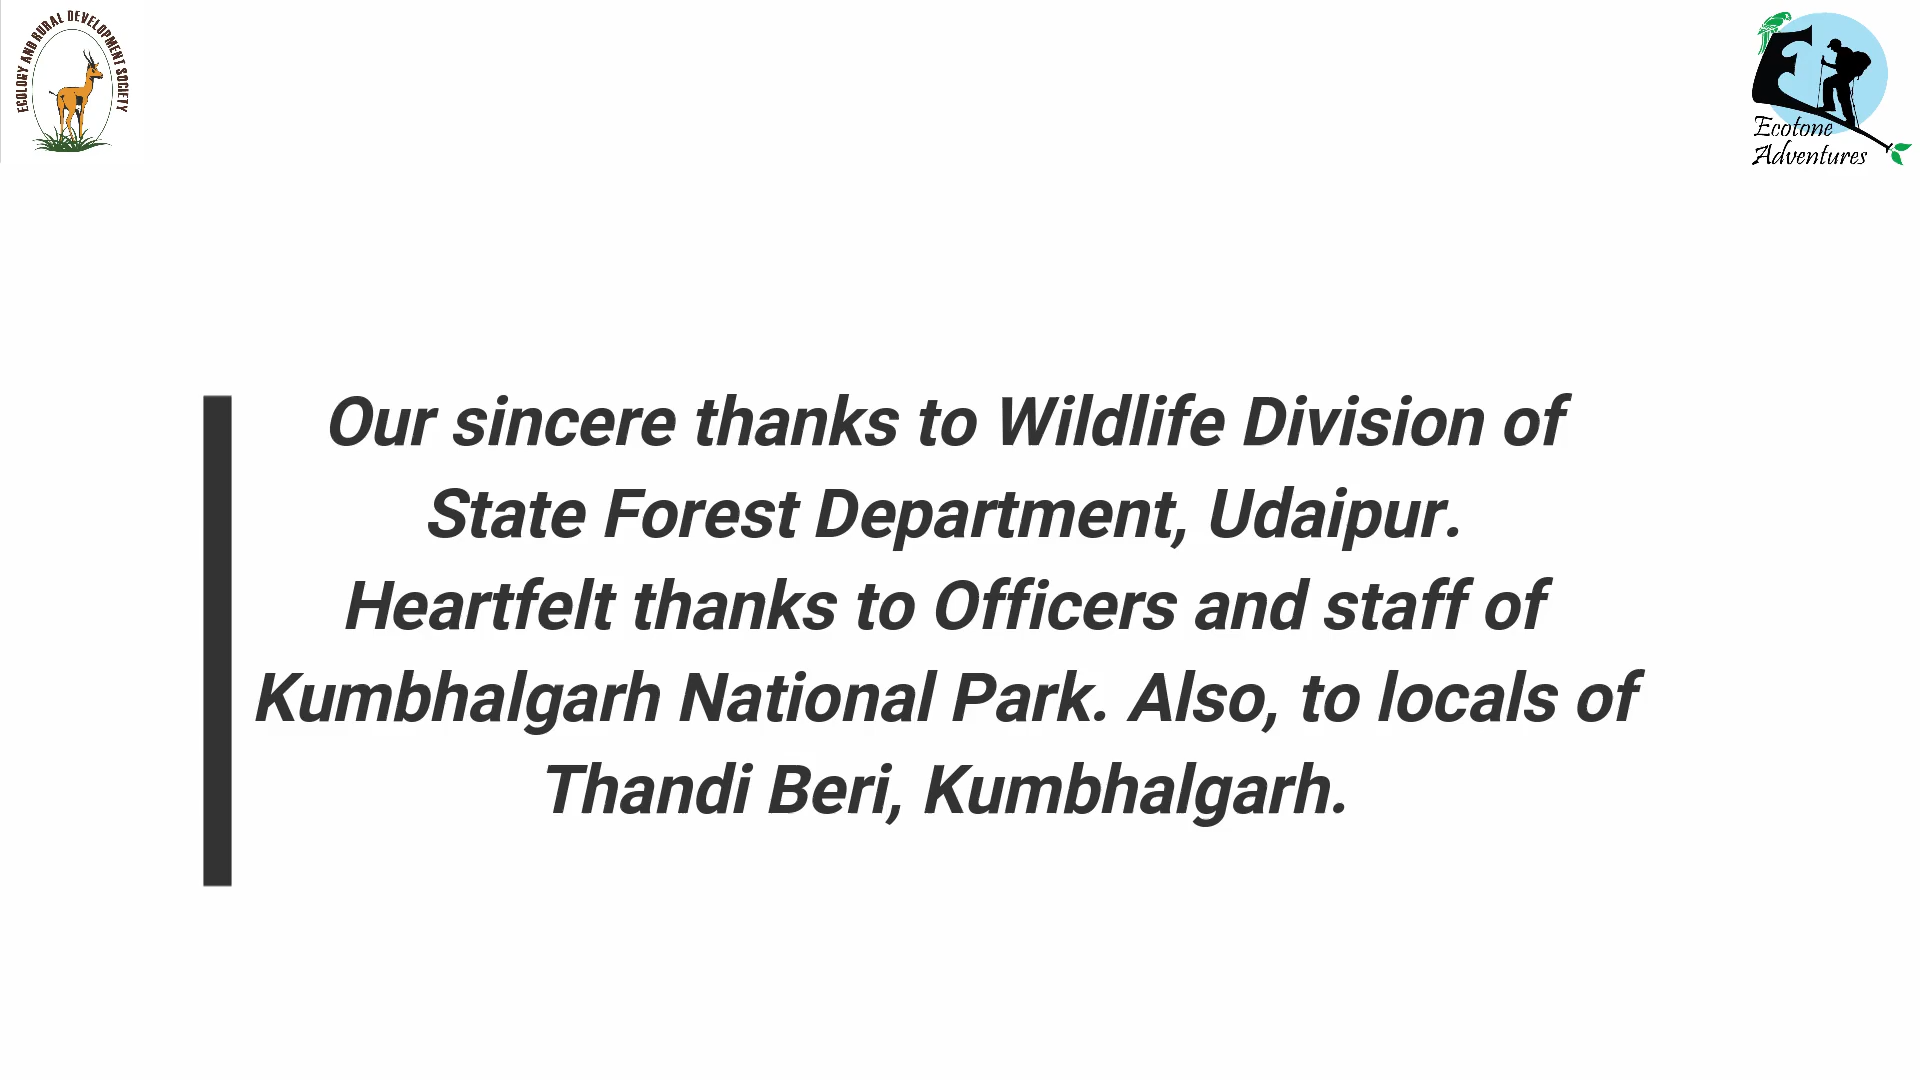 ECOLOGY AND RURAL DEVELOPMENT SOCIETY
Ecotone
Adventures
Our sincere thanks to Wildlife Division of
State Forest Department, Udaipur.
Heartfelt thanks to Officers and staff of
Kumbhalgarh National Park. Also, to locals of
Thandi Beri, Kumbhalgarh.